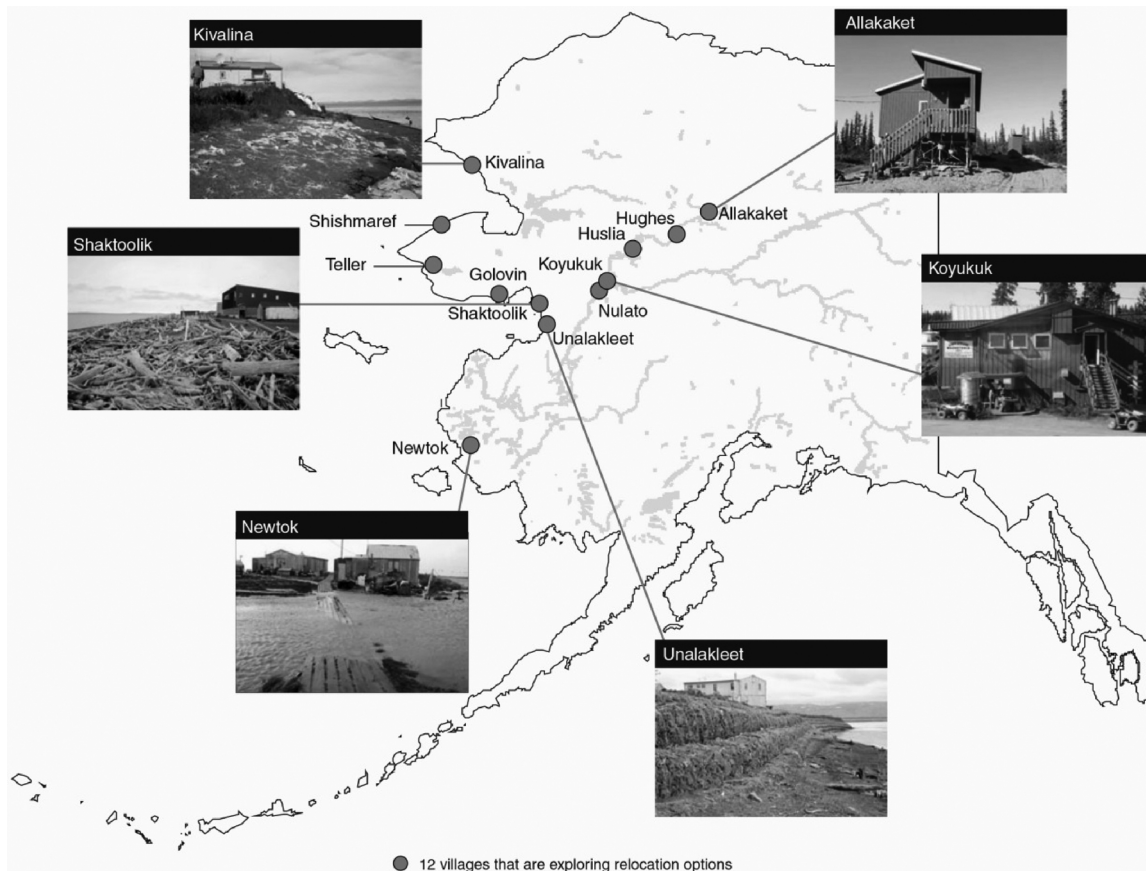 Kivalina
Allakaket
Kivalina
Shishmaref
Allakaket
Hughes
Huslia
Shaktoolik
Teller
Golovin
Koyukuk
Koyukuk
Shaktoolik
Nulato
Unalakleet
Newtok
Newtok
Unalakleet
12 villages that are exploring relocation options